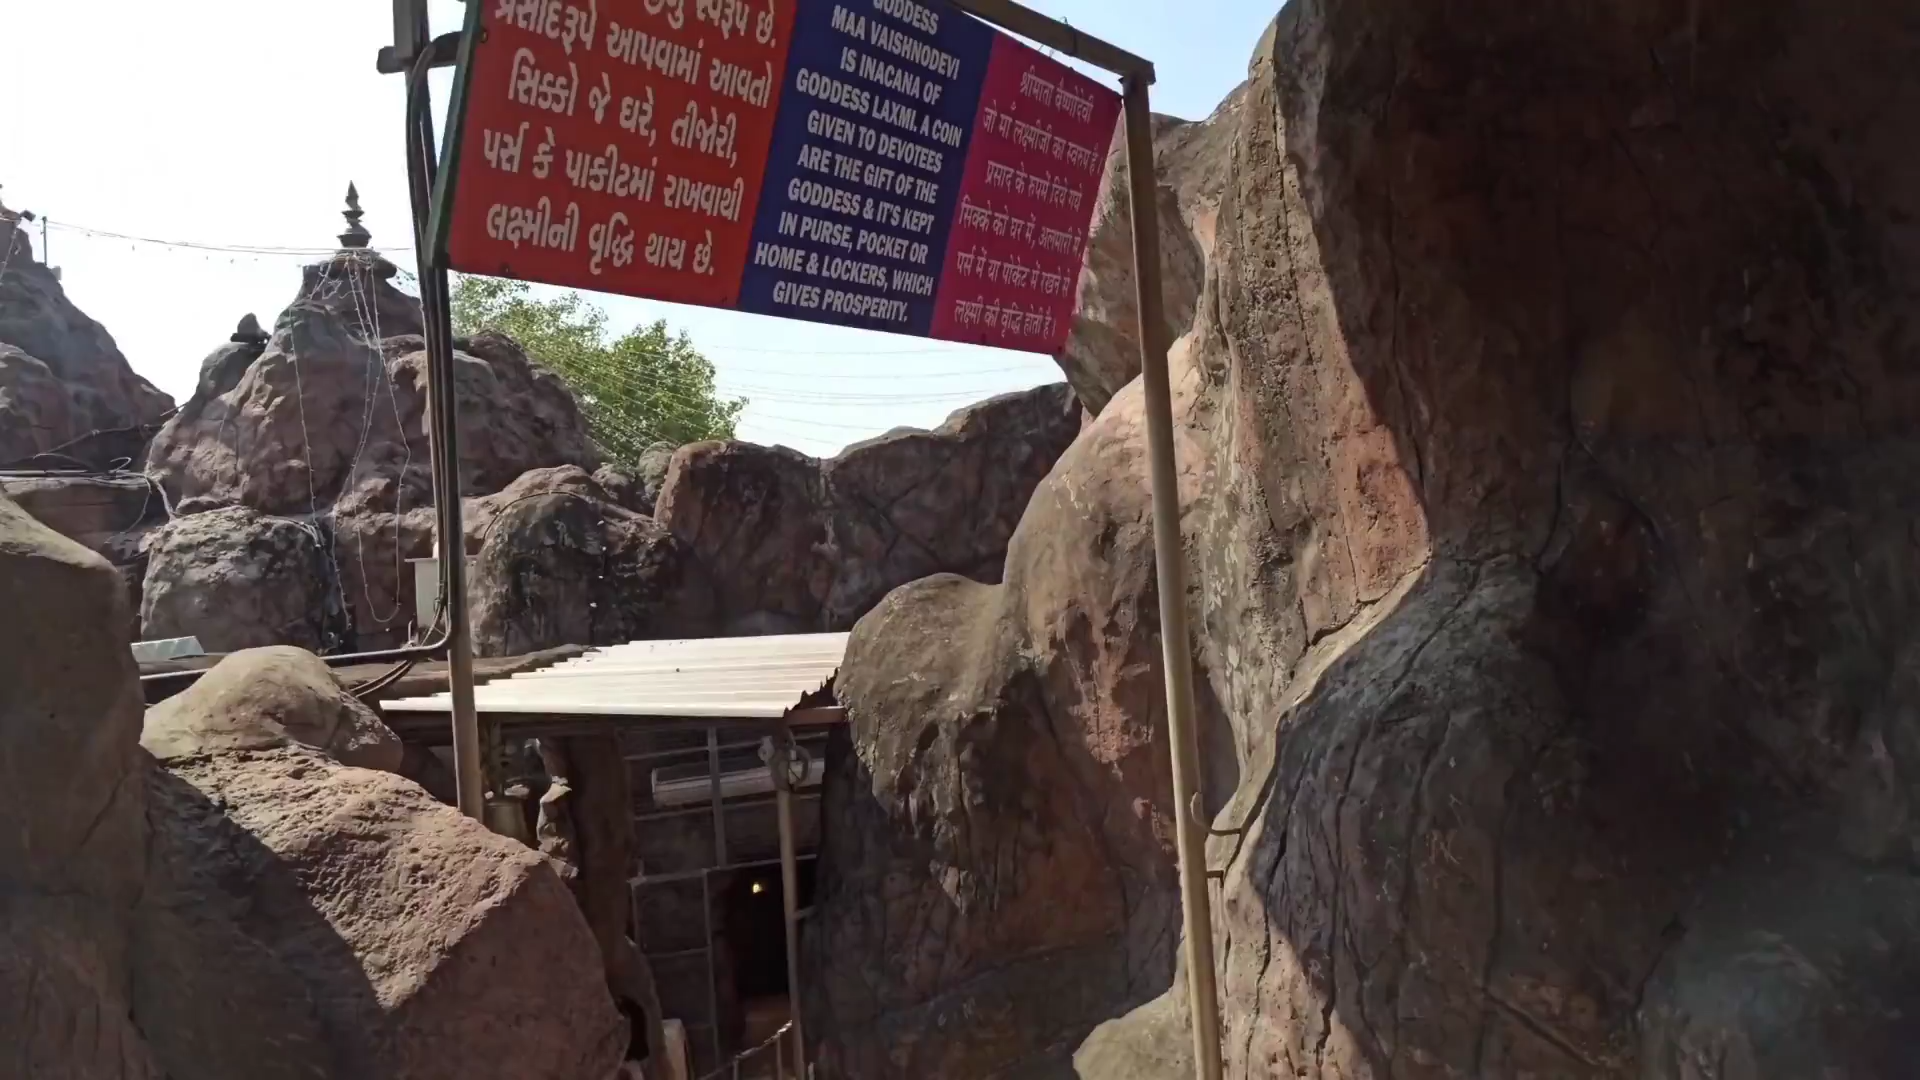 સ્વરૂપ છે.
પ્રસાદિરૂપે આપવામાં આવતો
સિક્કો જે ઘરે, તીજોરી,
પર્સ કે પાકીટમાં રાખવાથી
લક્ષ્મીની વૃદ્ધિ થાય છે.
GODDESS
MAA VAISHNODEVI
IS INACANA OF
GODDESS LAXMI. A COIN
GIVEN TO DEVOTEES
ARE THE GIFT OF THE
GODDESS & IT'S KEPT
IN PURSE, POCKET OR
HOME & LOCKERS, WHICH
GIVES PROSPERITY.
श्रीमाता वैष्णोदेवी
जो माँ लक्ष्मीजी का स्वरुप है।
प्रसाद के रुपमें दिये गये
सिक्के को घर में, अलमारी में,
पर्स में या पोकेट में रखने से
लक्ष्मी की वृद्धि होती है।